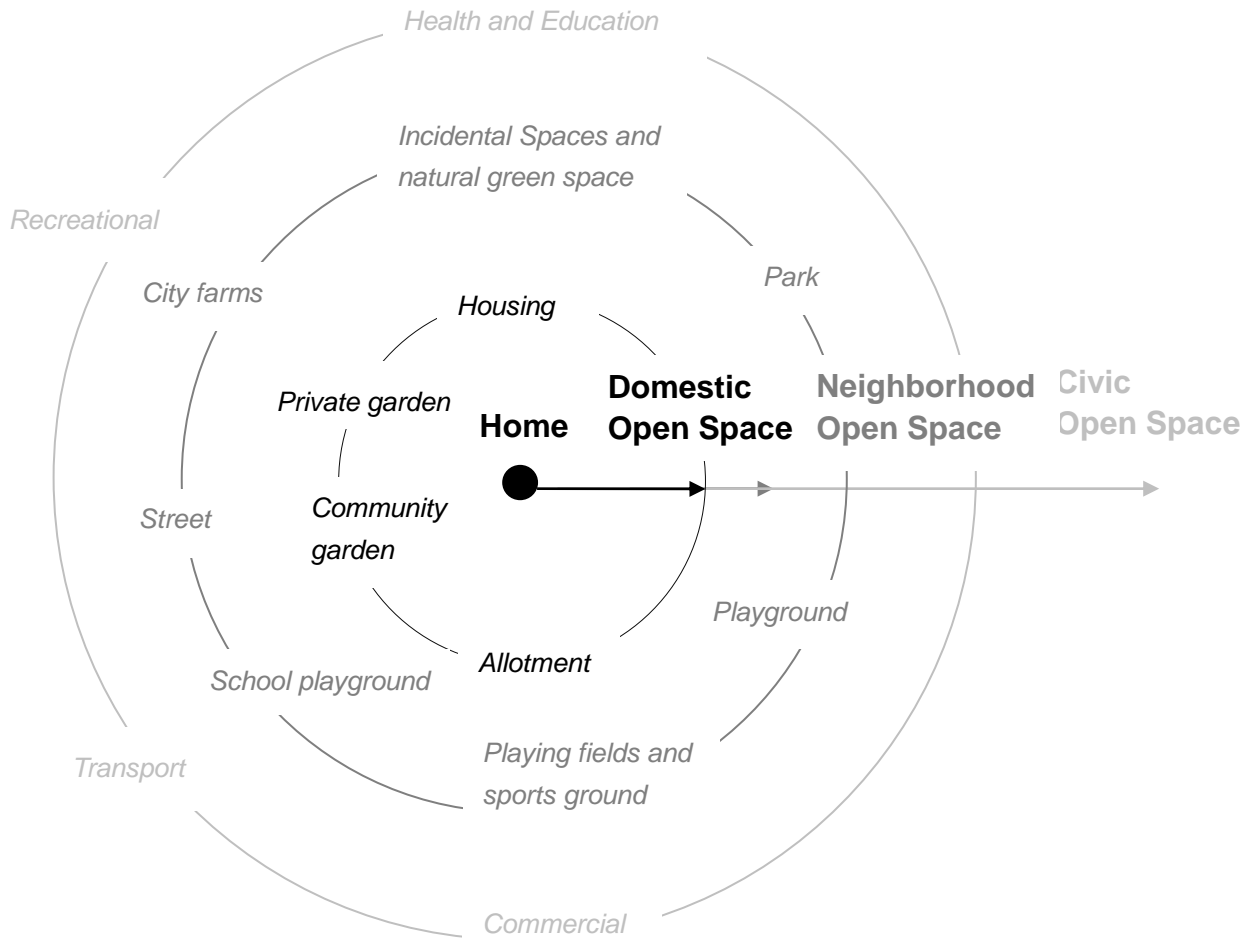 Health and Education
Incidental Spaces and
natural green space
Recreational
City farms
Park
Housing
Private garden
Home
Domestic
Open Space
Neighborhood
Open Space
Civic
Open Space
Community
garden
Street
Playground
Allotment
School playground
Playing fields and
sports ground
Transport
Commercial